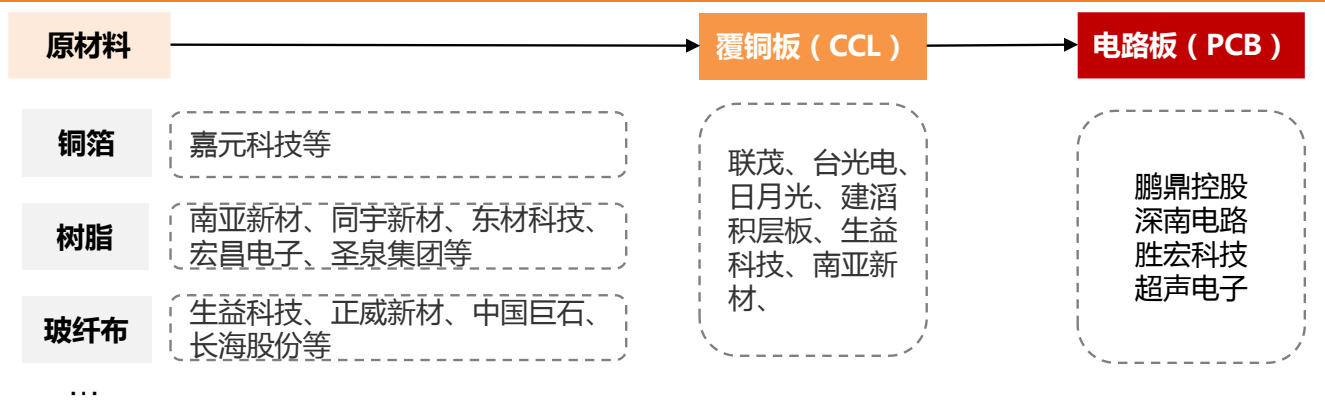 原材料
覆铜板（CCL）
电路板（PCB）
铜箔
嘉元科技等
树脂
南亚新材、同宇新材、东材科技、
宏昌电子、圣泉集团等
玻纤布
生益科技、正威新材、中国巨石、
长海股份等
…
联茂、台光电、
日月光、建滔
积层板、生益
科技、南亚新
材、
鹏鼎控股
深南电路
胜宏科技
超声电子